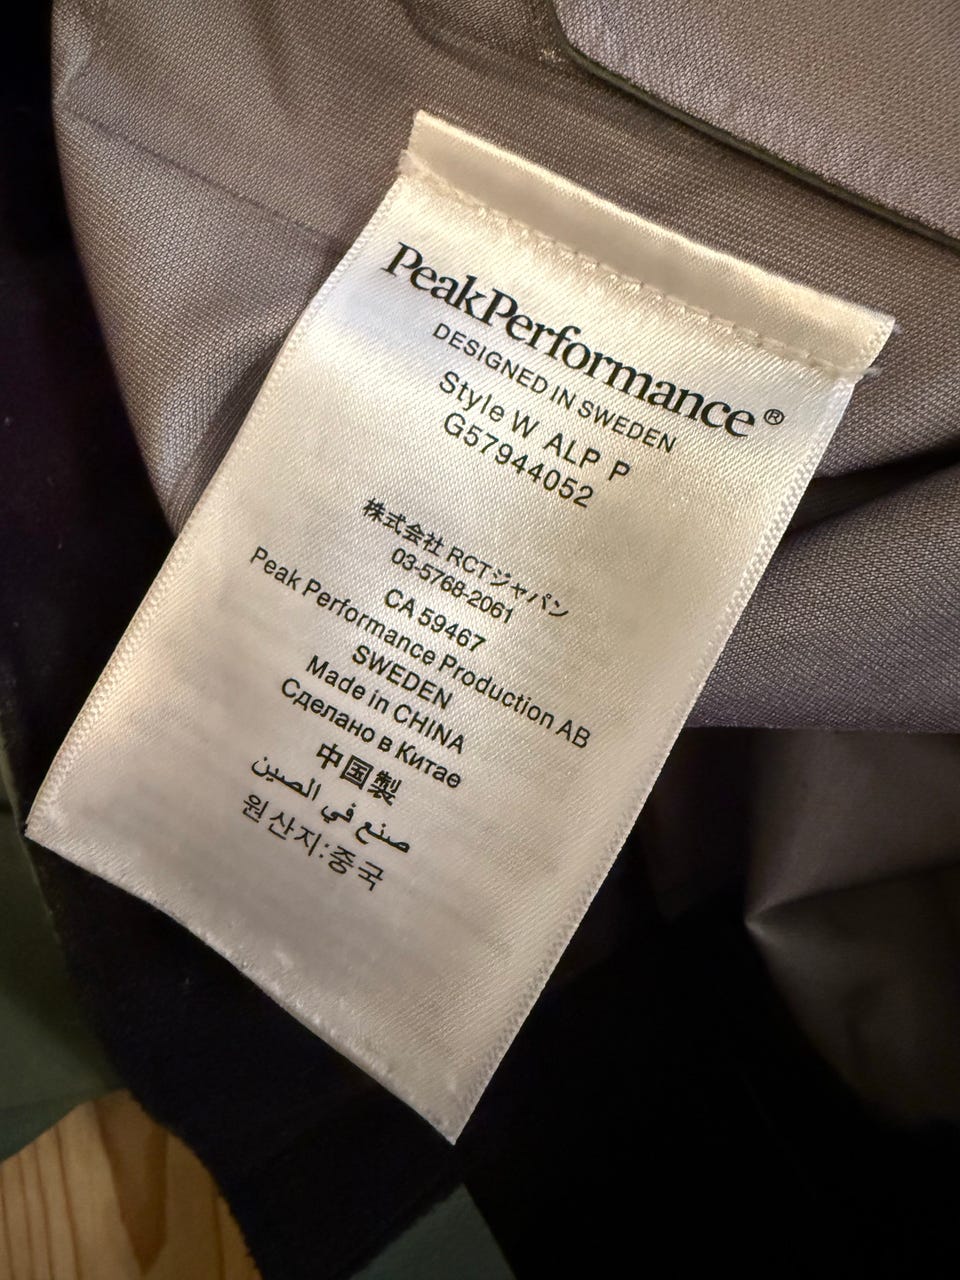 PeakPerformance®
DESIGNED IN SWEDEN
Style W ALP P
G57944052
株式会社 RCTジャパン
03-5768-2061
CA 59467
Peak Performance Production AB
SWEDEN
Made in CHINA
Сделано в Китае
中国製
صنع في الصين
원산지:중국